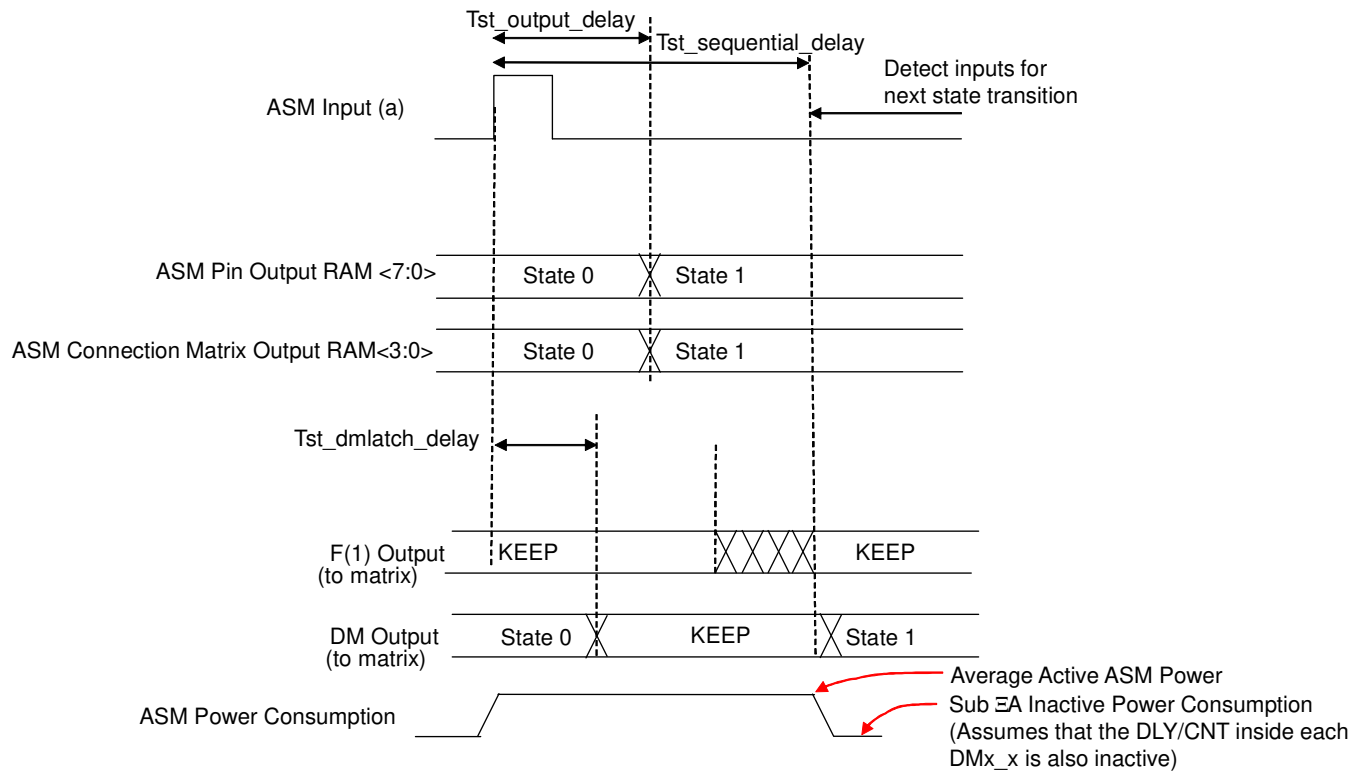 Tst_output_delay
Tst_sequential_delay
Detect inputs for
next state transition
ASM Input (a)
ASM Pin Output RAM <7:0>
State 0
State 1
ASM Connection Matrix Output RAM<3:0>
State 0
State 1
Tst_dmlatch_delay
F(1) Output
(to matrix)
KEEP
KEEP
DM Output
(to matrix)
State 0
KEEP
State 1
ASM Power Consumption
Average Active ASM Power
Sub ΞA Inactive Power Consumption
(Assumes that the DLY/CNT inside each
DMx_x is also inactive)